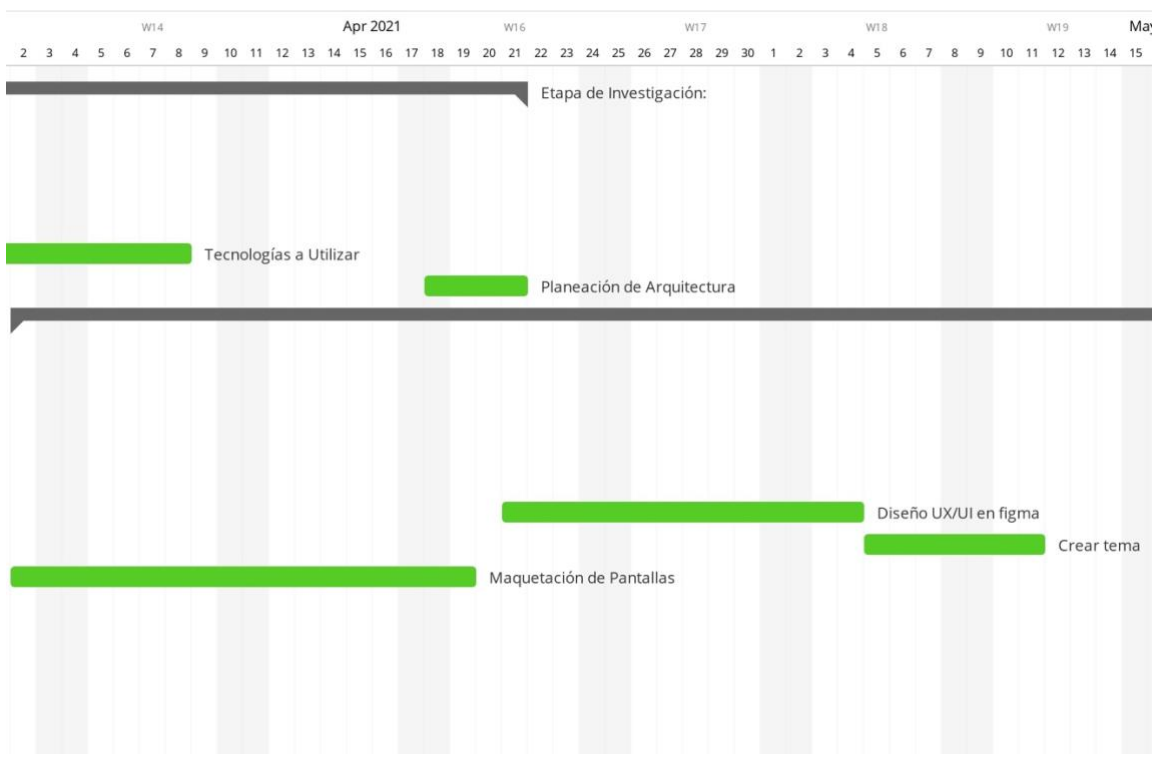 W14 Apr 2021 W16 W17 W18 W19 May
2 3 4 5 6 7 8 9 10 11 12 13 14 15 16 17 18 19 20 21 22 23 24 25 26 27 28 29 30 1 2 3 4 5 6 7 8 9 10 11 12 13 14 15
Etapa de Investigación:
Tecnologías a Utilizar
Planeación de Arquitectura
Diseño UX/UI en figma
Crear tema
Maquetación de Pantallas